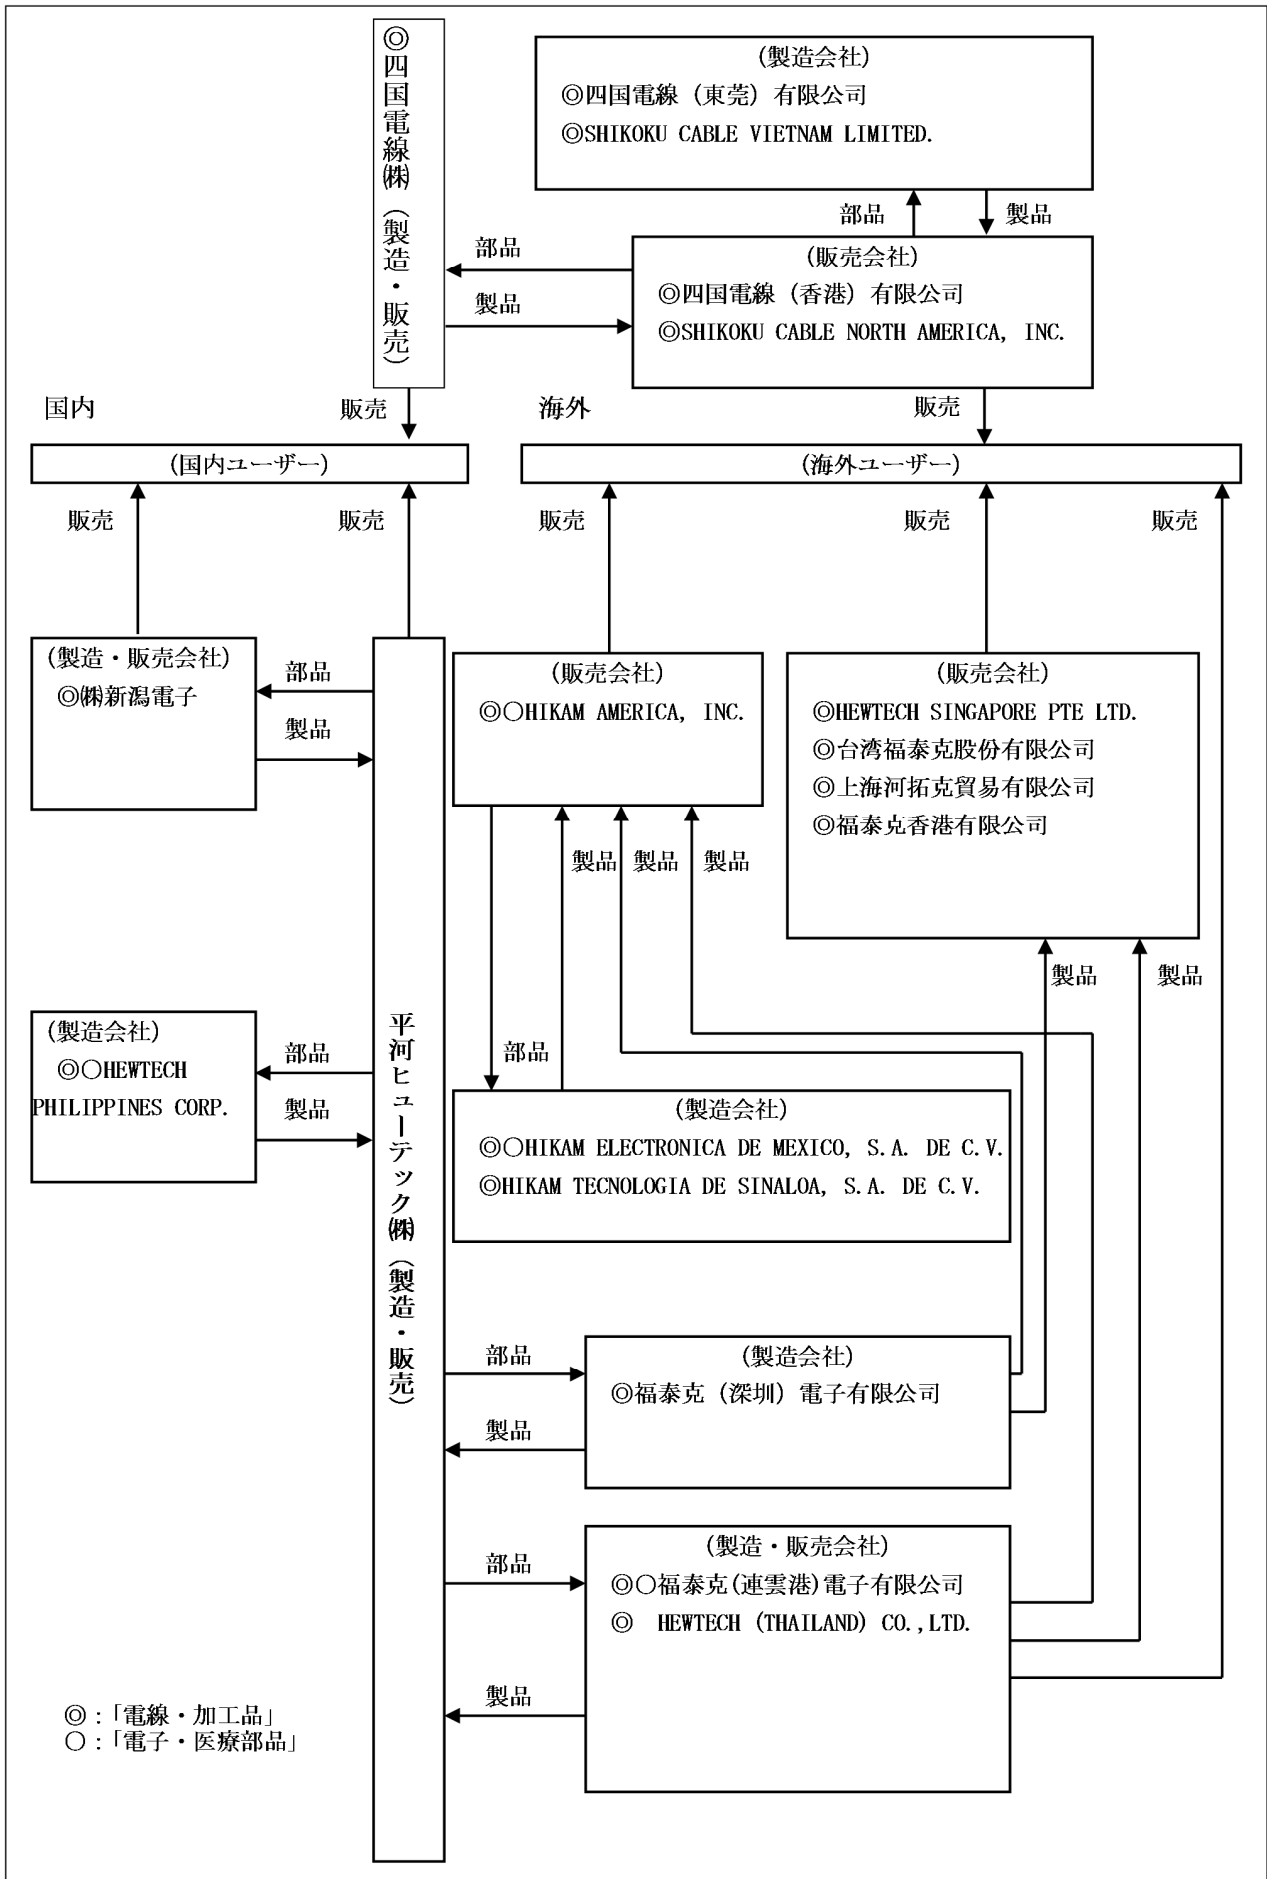 ◎四国電線㈱（製造・販売）
(製造会社)
◎四国電線（東莞）有限公司
◎SHIKOKU CABLE VIETNAM LIMITED.
部品
製品
部品
製品
(販売会社)
◎四国電線（香港）有限公司
◎SHIKOKU CABLE NORTH AMERICA, INC.
国内
販売
海外
販売
(国内ユーザー)
(海外ユーザー)
販売
販売
販売
販売
販売
(製造・販売会社)
◎㈱新潟電子
部品
製品
(販売会社)
◎○HIKAM AMERICA, INC.
(販売会社)
◎HEWTECH SINGAPORE PTE LTD.
◎台湾福泰克股份有限公司
◎上海河拓克貿易有限公司
◎福泰克香港有限公司
製品
製品
製品
製品
製品
(製造会社)
◎○HEWTECH
PHILIPPINES CORP.
部品
製品
平河ヒューテック㈱（製造・販売）
部品
(製造会社)
◎○HIKAM ELECTRONICA DE MEXICO, S.A. DE C.V.
◎HIKAM TECNOLOGIA DE SINALOA, S.A. DE C.V.
部品
製品
(製造会社)
◎福泰克（深圳）電子有限公司
部品
製品
(製造・販売会社)
◎○福泰克(連雲港)電子有限公司
◎ HEWTECH (THAILAND) CO.,LTD.
◎：「電線・加工品」
○：「電子・医療部品」